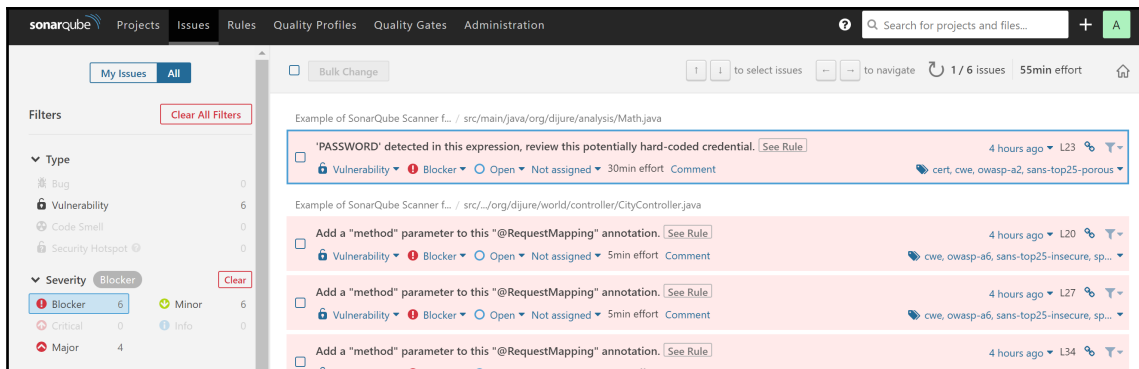 sonarqube Projects Issues Rules Quality Profiles Quality Gates Administration ? Search for projects and files... + A
My Issues All
Bulk Change ↑ ↓ to select issues ← → to navigate 1 / 6 issues 55min effort
Filters Clear All Filters
Example of SonarQube Scanner f... / src/main/java/org/dijure/analysis/Math.java
'PASSWORD' detected in this expression, review this potentially hard-coded credential. See Rule 4 hours ago L23
Vulnerability Blocker Open Not assigned 30min effort Comment cert, cwe, owasp-a2, sans-top25-porous
Type
Bug 0
Vulnerability 6
Code Smell 0
Security Hotspot 0
Example of SonarQube Scanner f... / src/.../org/dijure/world/controller/CityController.java
Add a "method" parameter to this "@RequestMapping" annotation. See Rule 4 hours ago L20
Vulnerability Blocker Open Not assigned 5min effort Comment cwe, owasp-a6, sans-top25-insecure, sp...
Severity Blocker Clear
Blocker 6 Minor 6
Critical 0 Info 0
Major 4
Add a "method" parameter to this "@RequestMapping" annotation. See Rule 4 hours ago L27
Vulnerability Blocker Open Not assigned 5min effort Comment cwe, owasp-a6, sans-top25-insecure, sp...
Add a "method" parameter to this "@RequestMapping" annotation. See Rule 4 hours ago L34